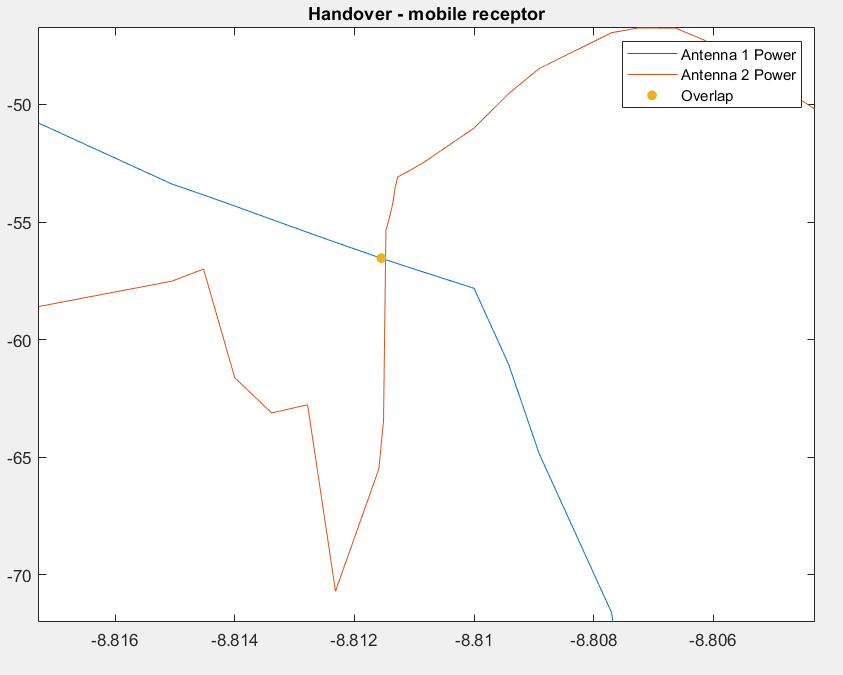 Handover - mobile receptor
Antenna 1 Power
Antenna 2 Power
Overlap
-50
-55
-60
-65
-70
-8.816 -8.814 -8.812 -8.81 -8.808 -8.806